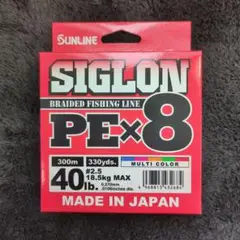 SUNLINE
SIGLON
BRAIDED FISHING LINE
PE×8
300m 330yds. MULTI COLOR
40lb. #2.5
18.5kg MAX
MADE IN JAPAN